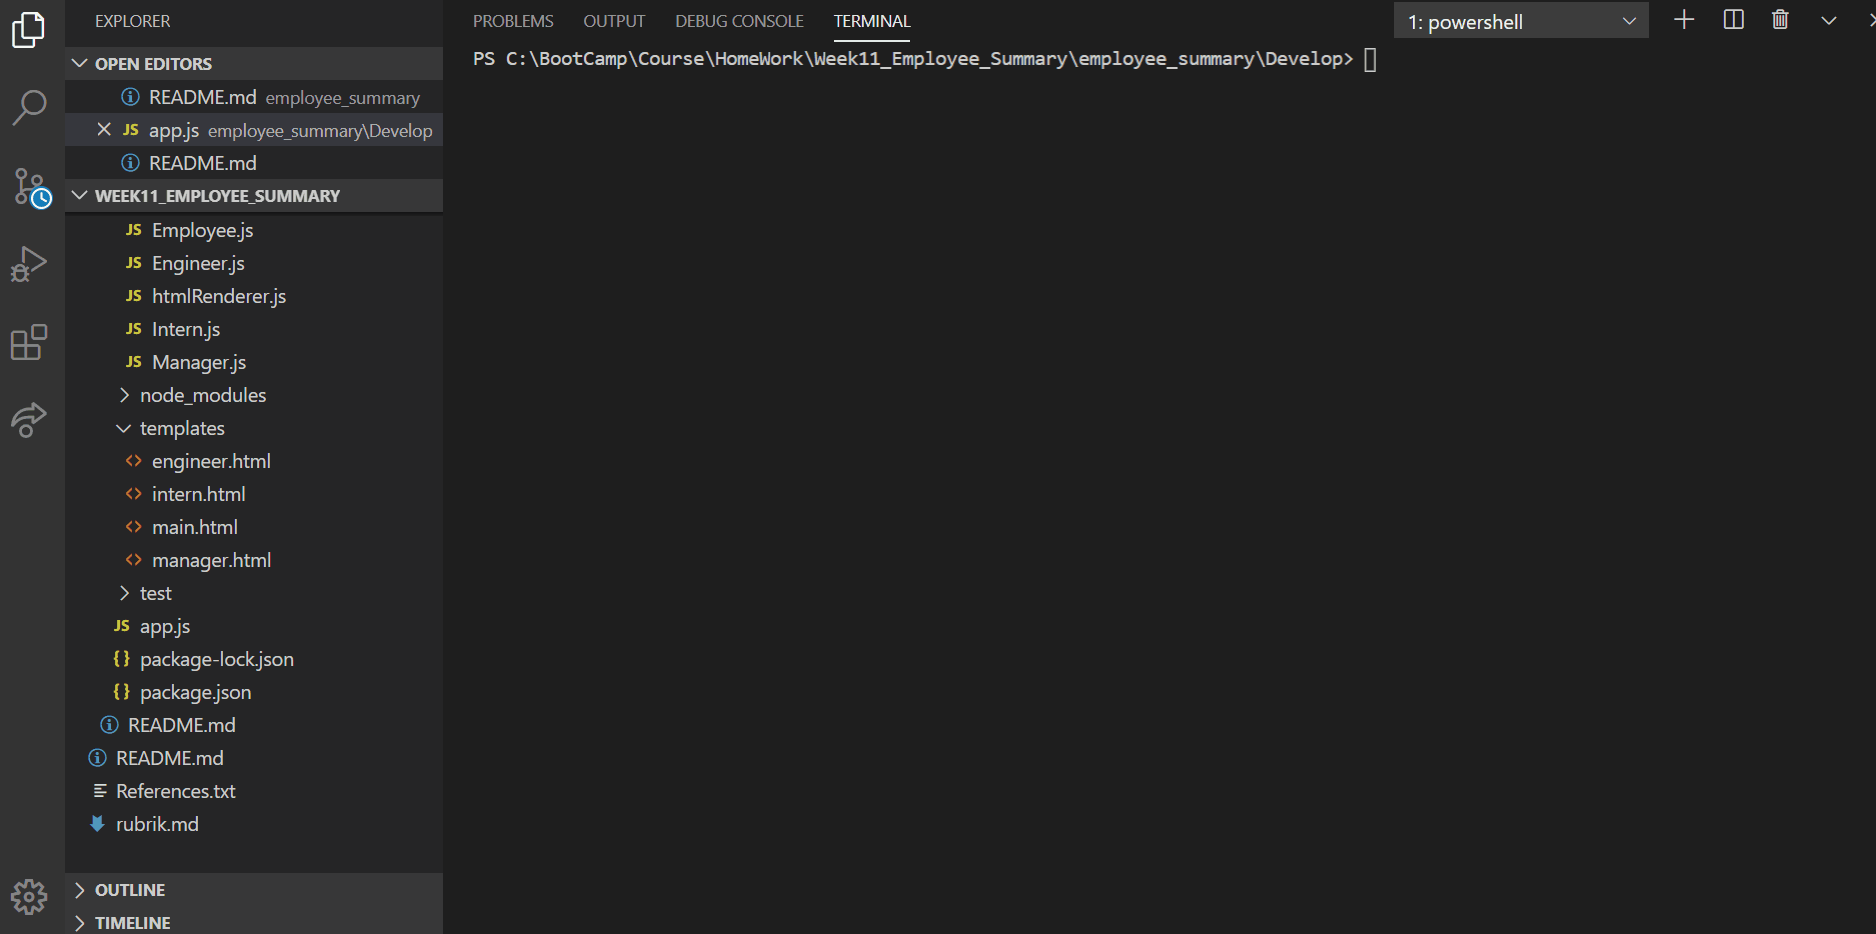 EXPLORER
OPEN EDITORS
README.md employee_summary
JS app.js employee_summary\Develop
README.md
WEEK11_EMPLOYEE_SUMMARY
JS Employee.js
JS Engineer.js
JS htmlRenderer.js
JS Intern.js
JS Manager.js
node_modules
templates
<> engineer.html
<> intern.html
<> main.html
<> manager.html
test
JS app.js
{} package-lock.json
{} package.json
README.md
README.md
References.txt
rubrik.md
OUTLINE
TIMELINE
PROBLEMS OUTPUT DEBUG CONSOLE TERMINAL 1: powershell
PS C:\BootCamp\Course\HomeWork\Week11_Employee_Summary\employee_summary\Develop>